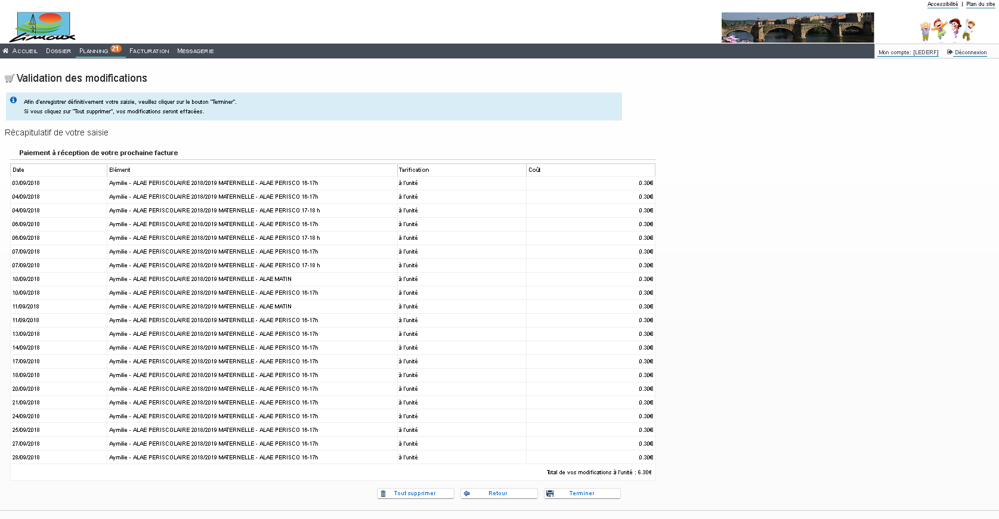 Accessibilité | Plan du site
Limoux
Accueil Dossier Planning 21 Facturation Messagerie
Mon compte: [LEDERF] Déconnexion
Validation des modifications
Afin d'enregistrer définitivement votre saisie, veuillez cliquer sur le bouton "Terminer".
Si vous cliquez sur "Tout supprimer", vos modifications seront effacées.
Récapitulatif de votre saisie
Paiement à réception de votre prochaine facture
Date Elément Tarification Coût
03/09/2018 Aymilie - ALAE PERISCOLAIRE 2018/2019 MATERNELLE - ALAE PERISCO 16-17h à l'unité 0.30€
04/09/2018 Aymilie - ALAE PERISCOLAIRE 2018/2019 MATERNELLE - ALAE PERISCO 16-17h à l'unité 0.30€
04/09/2018 Aymilie - ALAE PERISCOLAIRE 2018/2019 MATERNELLE - ALAE PERISCO 17-18 h à l'unité 0.30€
06/09/2018 Aymilie - ALAE PERISCOLAIRE 2018/2019 MATERNELLE - ALAE PERISCO 16-17h à l'unité 0.30€
06/09/2018 Aymilie - ALAE PERISCOLAIRE 2018/2019 MATERNELLE - ALAE PERISCO 17-18 h à l'unité 0.30€
07/09/2018 Aymilie - ALAE PERISCOLAIRE 2018/2019 MATERNELLE - ALAE PERISCO 16-17h à l'unité 0.30€
07/09/2018 Aymilie - ALAE PERISCOLAIRE 2018/2019 MATERNELLE - ALAE PERISCO 17-18 h à l'unité 0.30€
10/09/2018 Aymilie - ALAE PERISCOLAIRE 2018/2019 MATERNELLE - ALAE MATIN à l'unité 0.30€
10/09/2018 Aymilie - ALAE PERISCOLAIRE 2018/2019 MATERNELLE - ALAE PERISCO 16-17h à l'unité 0.30€
11/09/2018 Aymilie - ALAE PERISCOLAIRE 2018/2019 MATERNELLE - ALAE MATIN à l'unité 0.30€
11/09/2018 Aymilie - ALAE PERISCOLAIRE 2018/2019 MATERNELLE - ALAE PERISCO 16-17h à l'unité 0.30€
13/09/2018 Aymilie - ALAE PERISCOLAIRE 2018/2019 MATERNELLE - ALAE PERISCO 16-17h à l'unité 0.30€
14/09/2018 Aymilie - ALAE PERISCOLAIRE 2018/2019 MATERNELLE - ALAE PERISCO 16-17h à l'unité 0.30€
17/09/2018 Aymilie - ALAE PERISCOLAIRE 2018/2019 MATERNELLE - ALAE PERISCO 16-17h à l'unité 0.30€
18/09/2018 Aymilie - ALAE PERISCOLAIRE 2018/2019 MATERNELLE - ALAE PERISCO 16-17h à l'unité 0.30€
20/09/2018 Aymilie - ALAE PERISCOLAIRE 2018/2019 MATERNELLE - ALAE PERISCO 16-17h à l'unité 0.30€
21/09/2018 Aymilie - ALAE PERISCOLAIRE 2018/2019 MATERNELLE - ALAE PERISCO 16-17h à l'unité 0.30€
24/09/2018 Aymilie - ALAE PERISCOLAIRE 2018/2019 MATERNELLE - ALAE PERISCO 16-17h à l'unité 0.30€
25/09/2018 Aymilie - ALAE PERISCOLAIRE 2018/2019 MATERNELLE - ALAE PERISCO 16-17h à l'unité 0.30€
27/09/2018 Aymilie - ALAE PERISCOLAIRE 2018/2019 MATERNELLE - ALAE PERISCO 16-17h à l'unité 0.30€
28/09/2018 Aymilie - ALAE PERISCOLAIRE 2018/2019 MATERNELLE - ALAE PERISCO 16-17h à l'unité 0.30€
Total de vos modifications à l'unité : 6.30€
Tout supprimer Retour Terminer